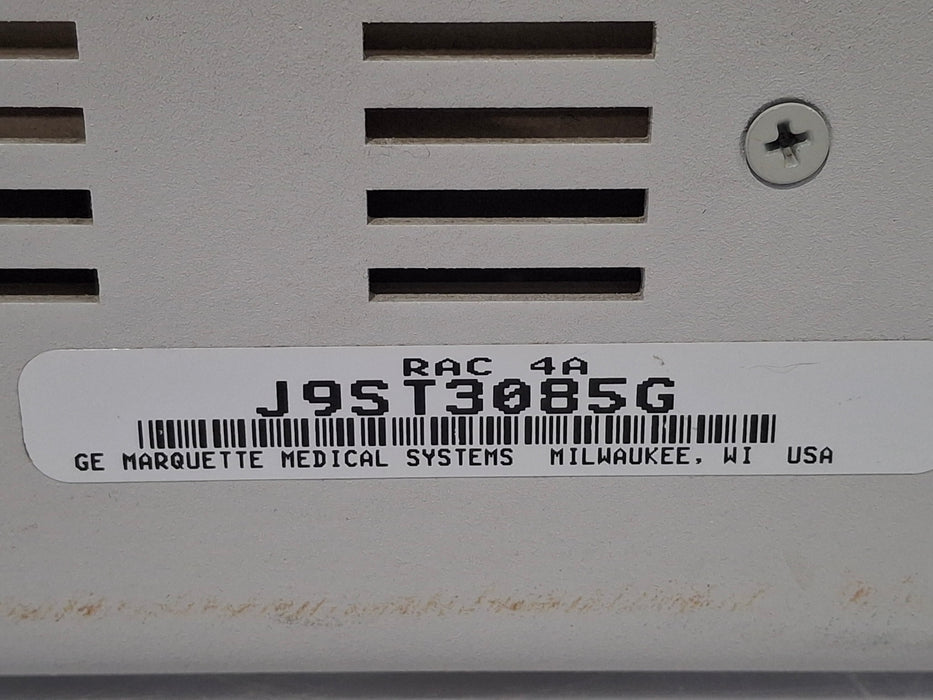 RAC 4A
J9ST3085G
GE MARQUETTE MEDICAL SYSTEMS MILWAUKEE, WI USA